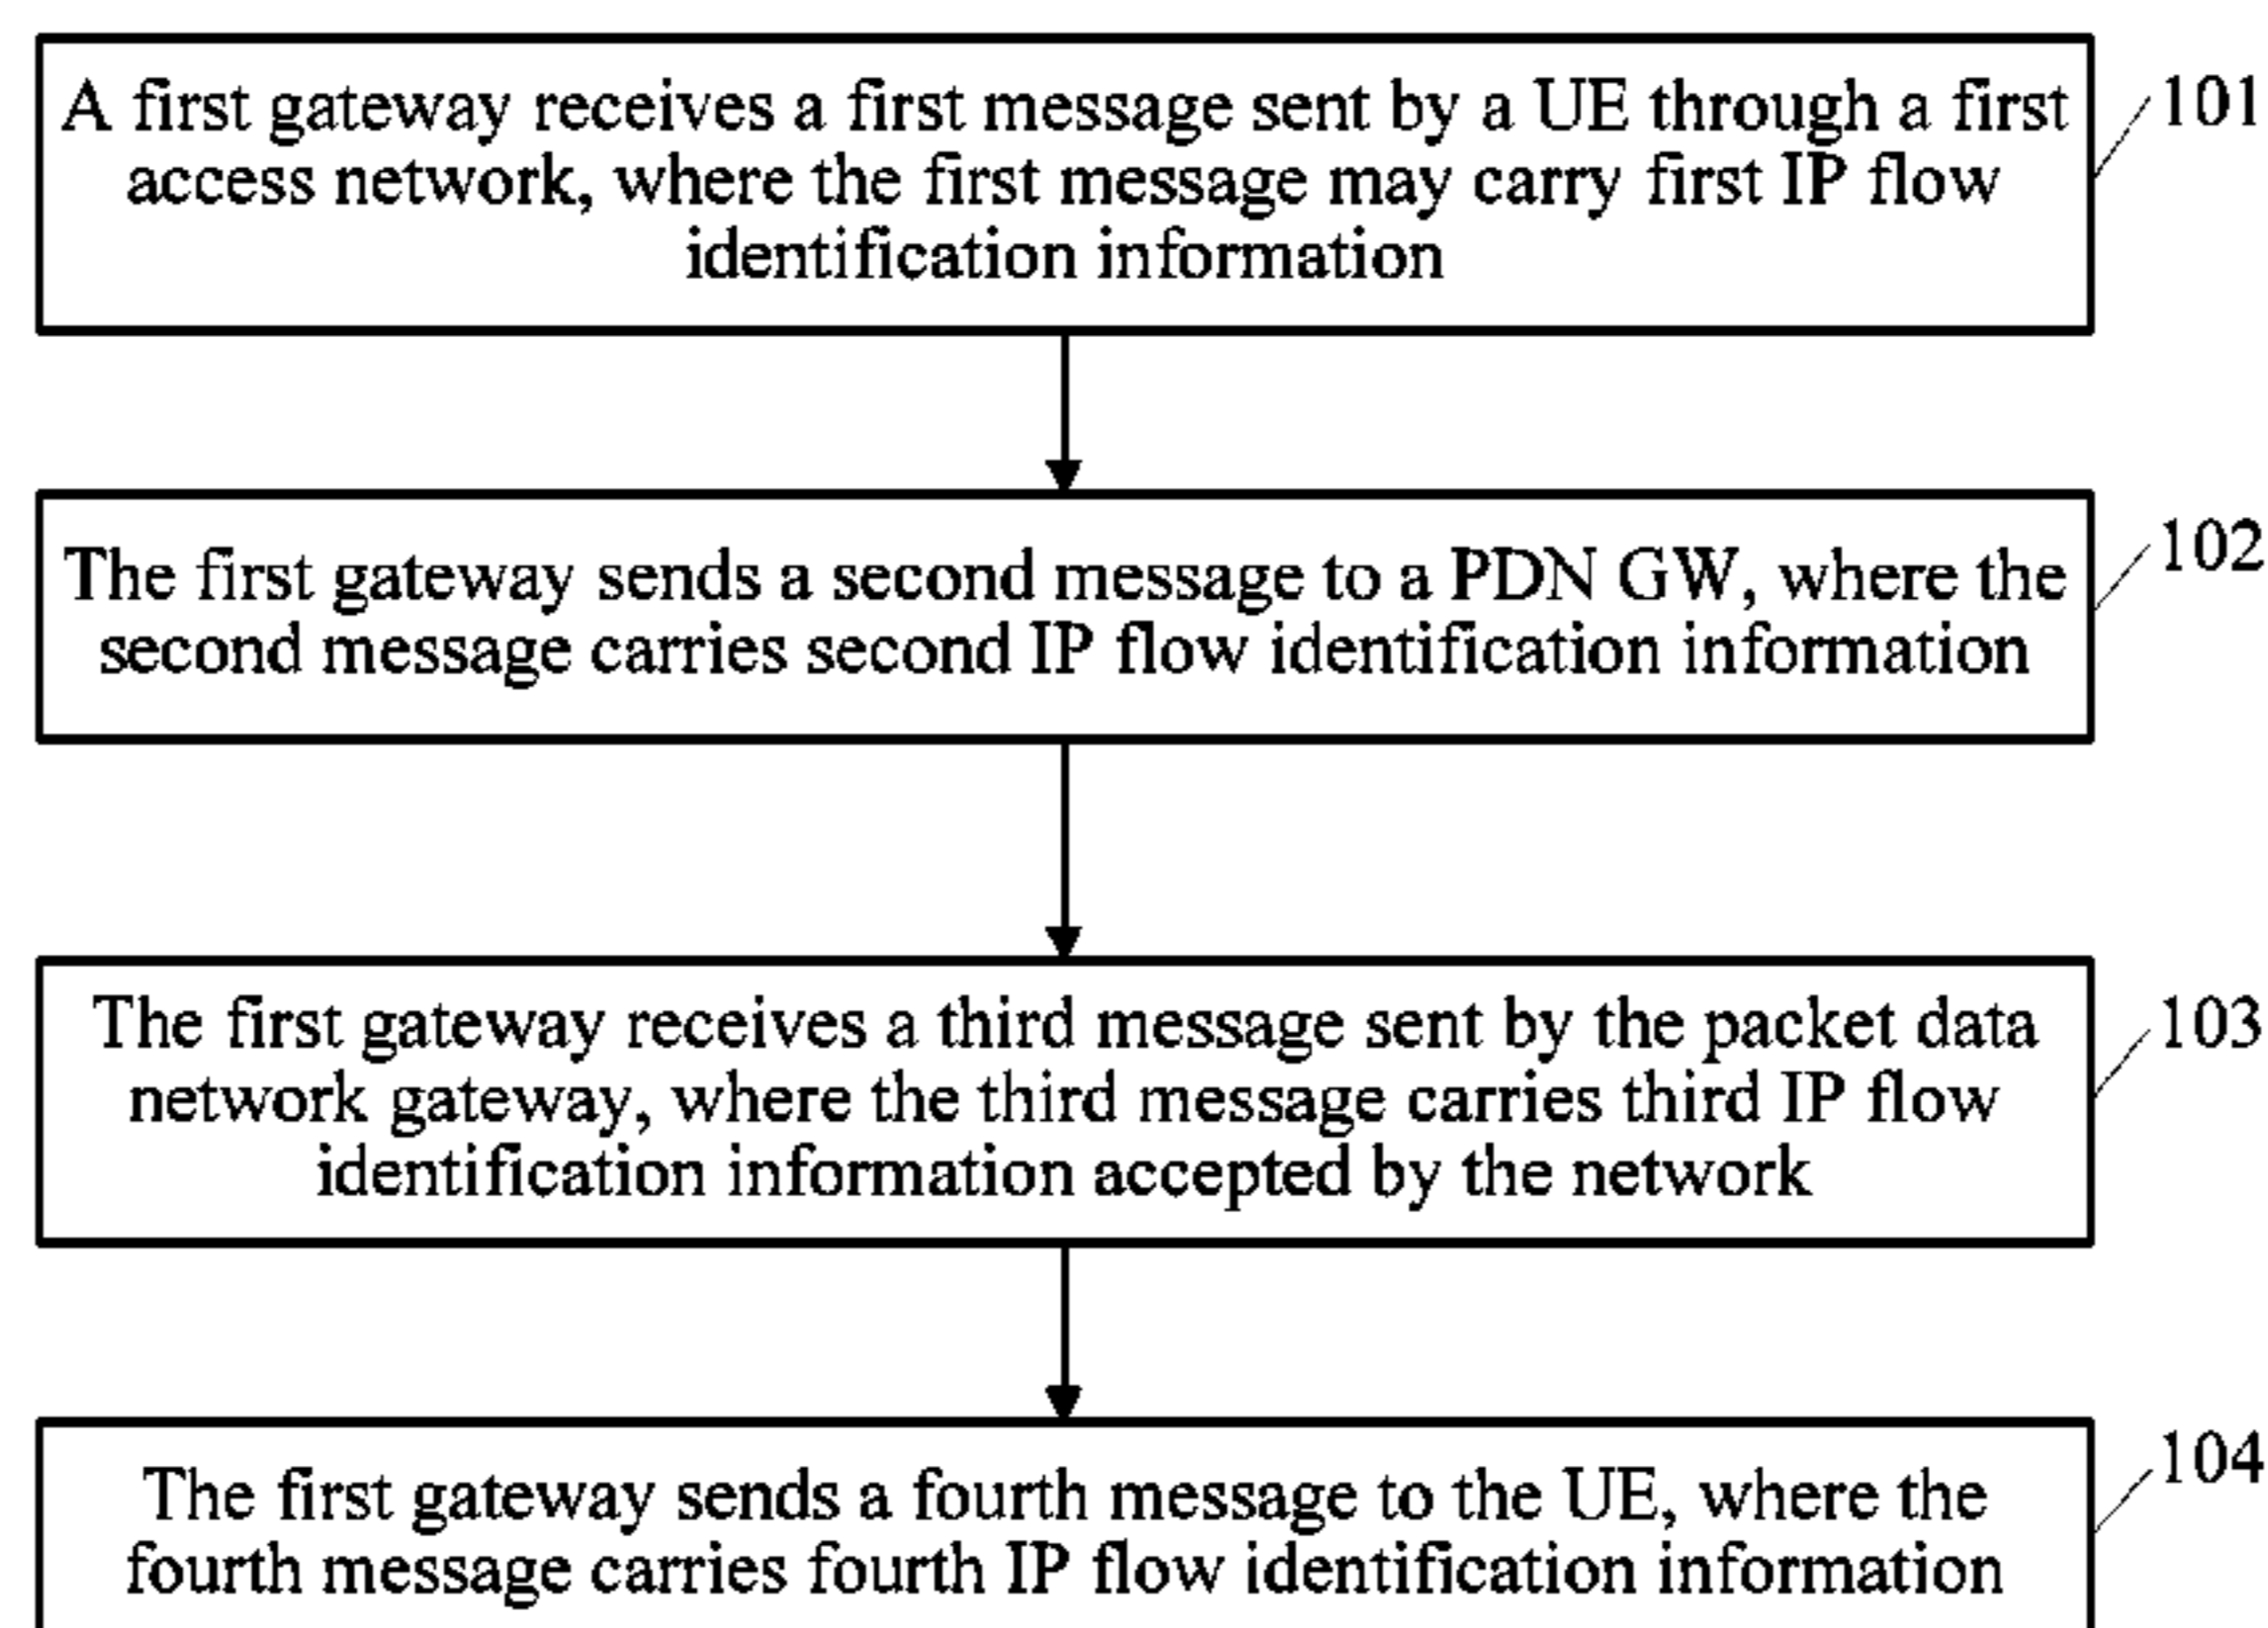 A first gateway receives a first message sent by a UE through a first
access network, where the first message may carry first IP flow
identification information
101
The first gateway sends a second message to a PDN GW, where the
second message carries second IP flow identification information
102
The first gateway receives a third message sent by the packet data
network gateway, where the third message carries third IP flow
identification information accepted by the network
103
The first gateway sends a fourth message to the UE, where the
fourth message carries fourth IP flow identification information
104